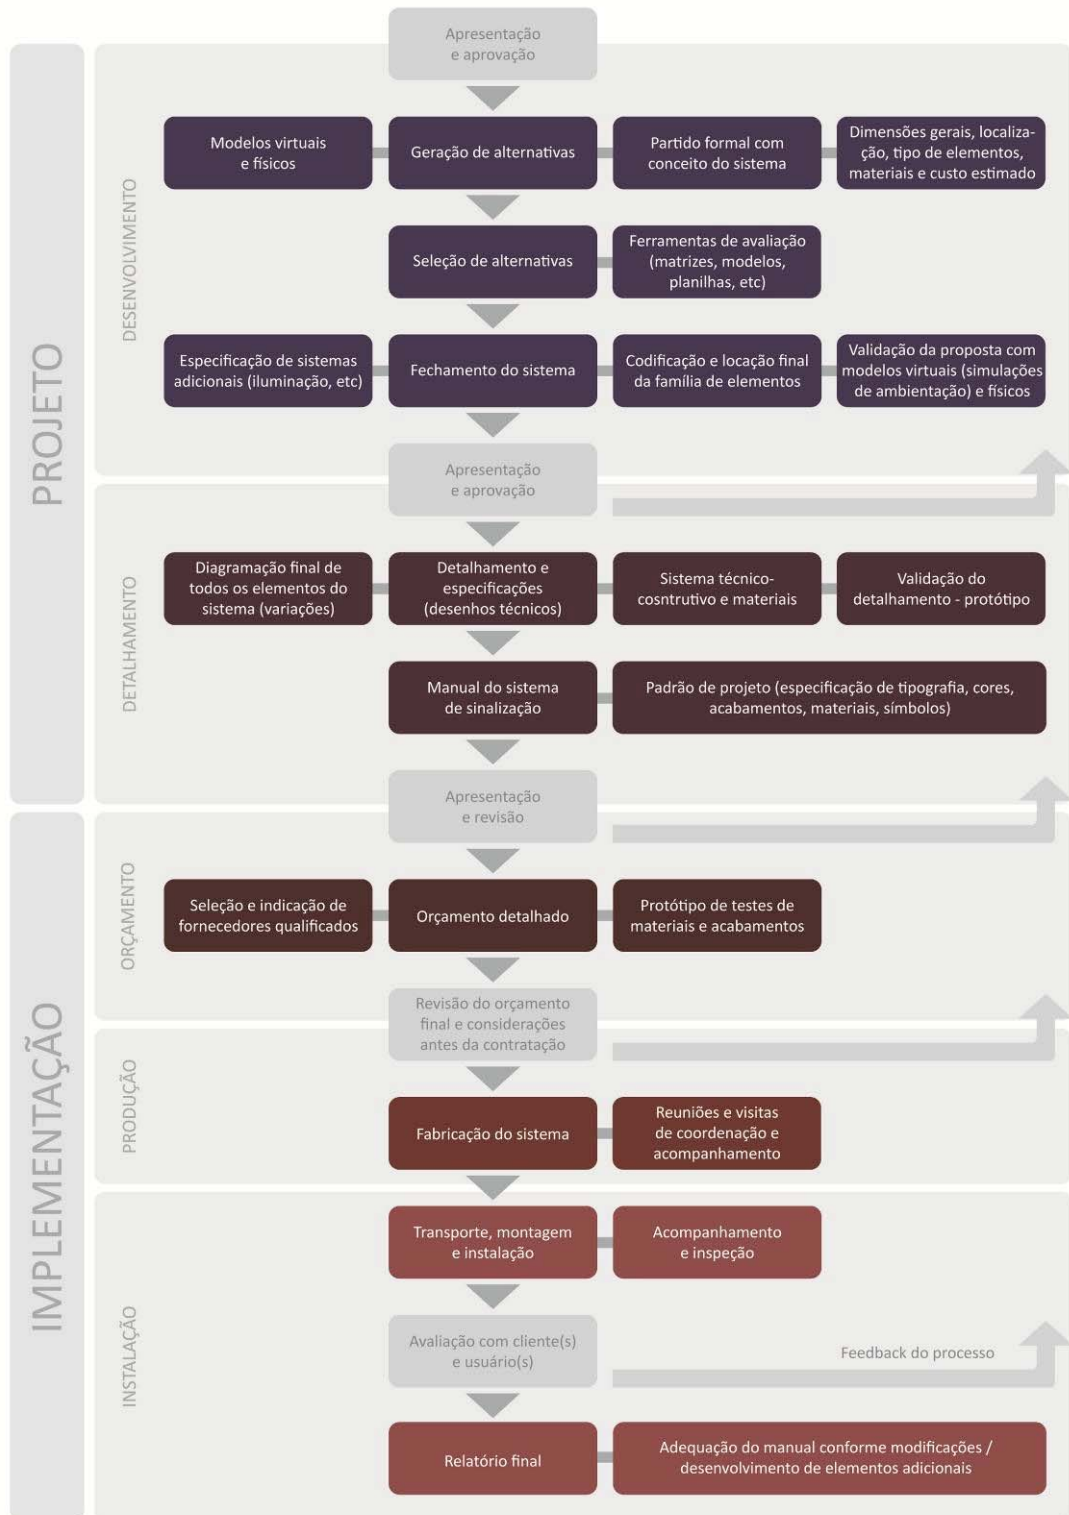 Apresentação
e aprovação
PROJETO
DESENVOLVIMENTO
Modelos virtuais
e físicos
Geração de alternativas
Partido formal com
conceito do sistema
Dimensões gerais, localiza-
ção, tipo de elementos,
materiais e custo estimado
Seleção de alternativas
Ferramentas de avaliação
(matrizes, modelos,
planilhas, etc)
Especificação de sistemas
adicionais (iluminação, etc)
Fechamento do sistema
Codificação e locação final
da família de elementos
Validação da proposta com
modelos virtuais (simulações
de ambientação) e físicos
Apresentação
e aprovação
DETALHAMENTO
Diagramação final de
todos os elementos do
sistema (variações)
Detalhamento e
especificações
(desenhos técnicos)
Sistema técnico-
cosntrutivo e materiais
Validação do
detalhamento - protótipo
Manual do sistema
de sinalização
Padrão de projeto (especificação de tipografia, cores,
acabamentos, materiais, símbolos)
Apresentação
e revisão
IMPLEMENTAÇÃO
ORÇAMENTO
Seleção e indicação de
fornecedores qualificados
Orçamento detalhado
Protótipo de testes de
materiais e acabamentos
Revisão do orçamento
final e considerações
antes da contratação
PRODUÇÃO
Fabricação do sistema
Reuniões e visitas
de coordenação e
acompanhamento
INSTALAÇÃO
Transporte, montagem
e instalação
Acompanhamento
e inspeção
Avaliação com cliente(s)
e usuário(s)
Feedback do processo
Relatório final
Adequação do manual conforme modificações /
desenvolvimento de elementos adicionais